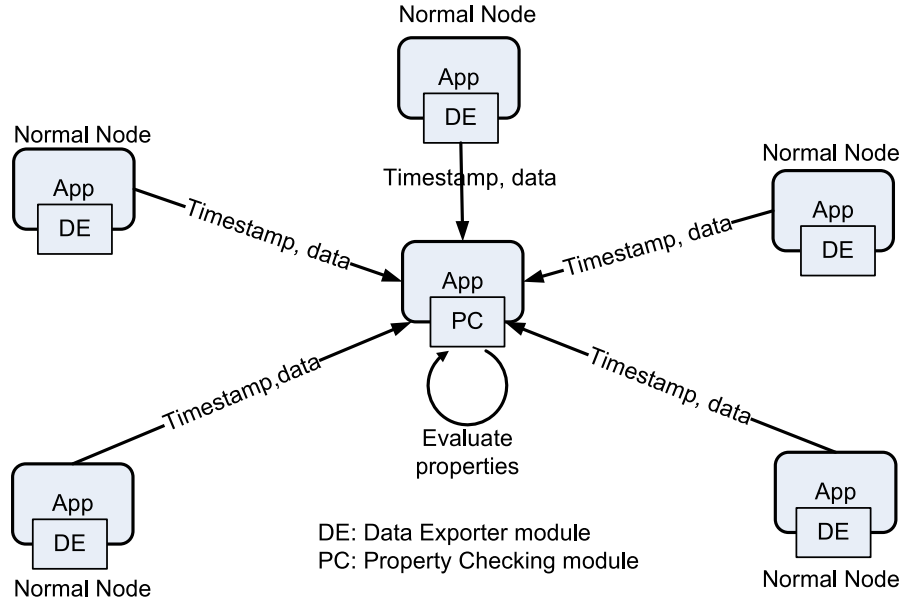 Normal Node
App
DE
Timestamp, data
Normal Node
App
DE
Timestamp, data
Normal Node
App
DE
Timestamp, data
App
PC
Evaluate
properties
Timestamp,data
Normal Node
App
DE
Timestamp, data
App
DE
Normal Node
DE: Data Exporter module
PC: Property Checking module